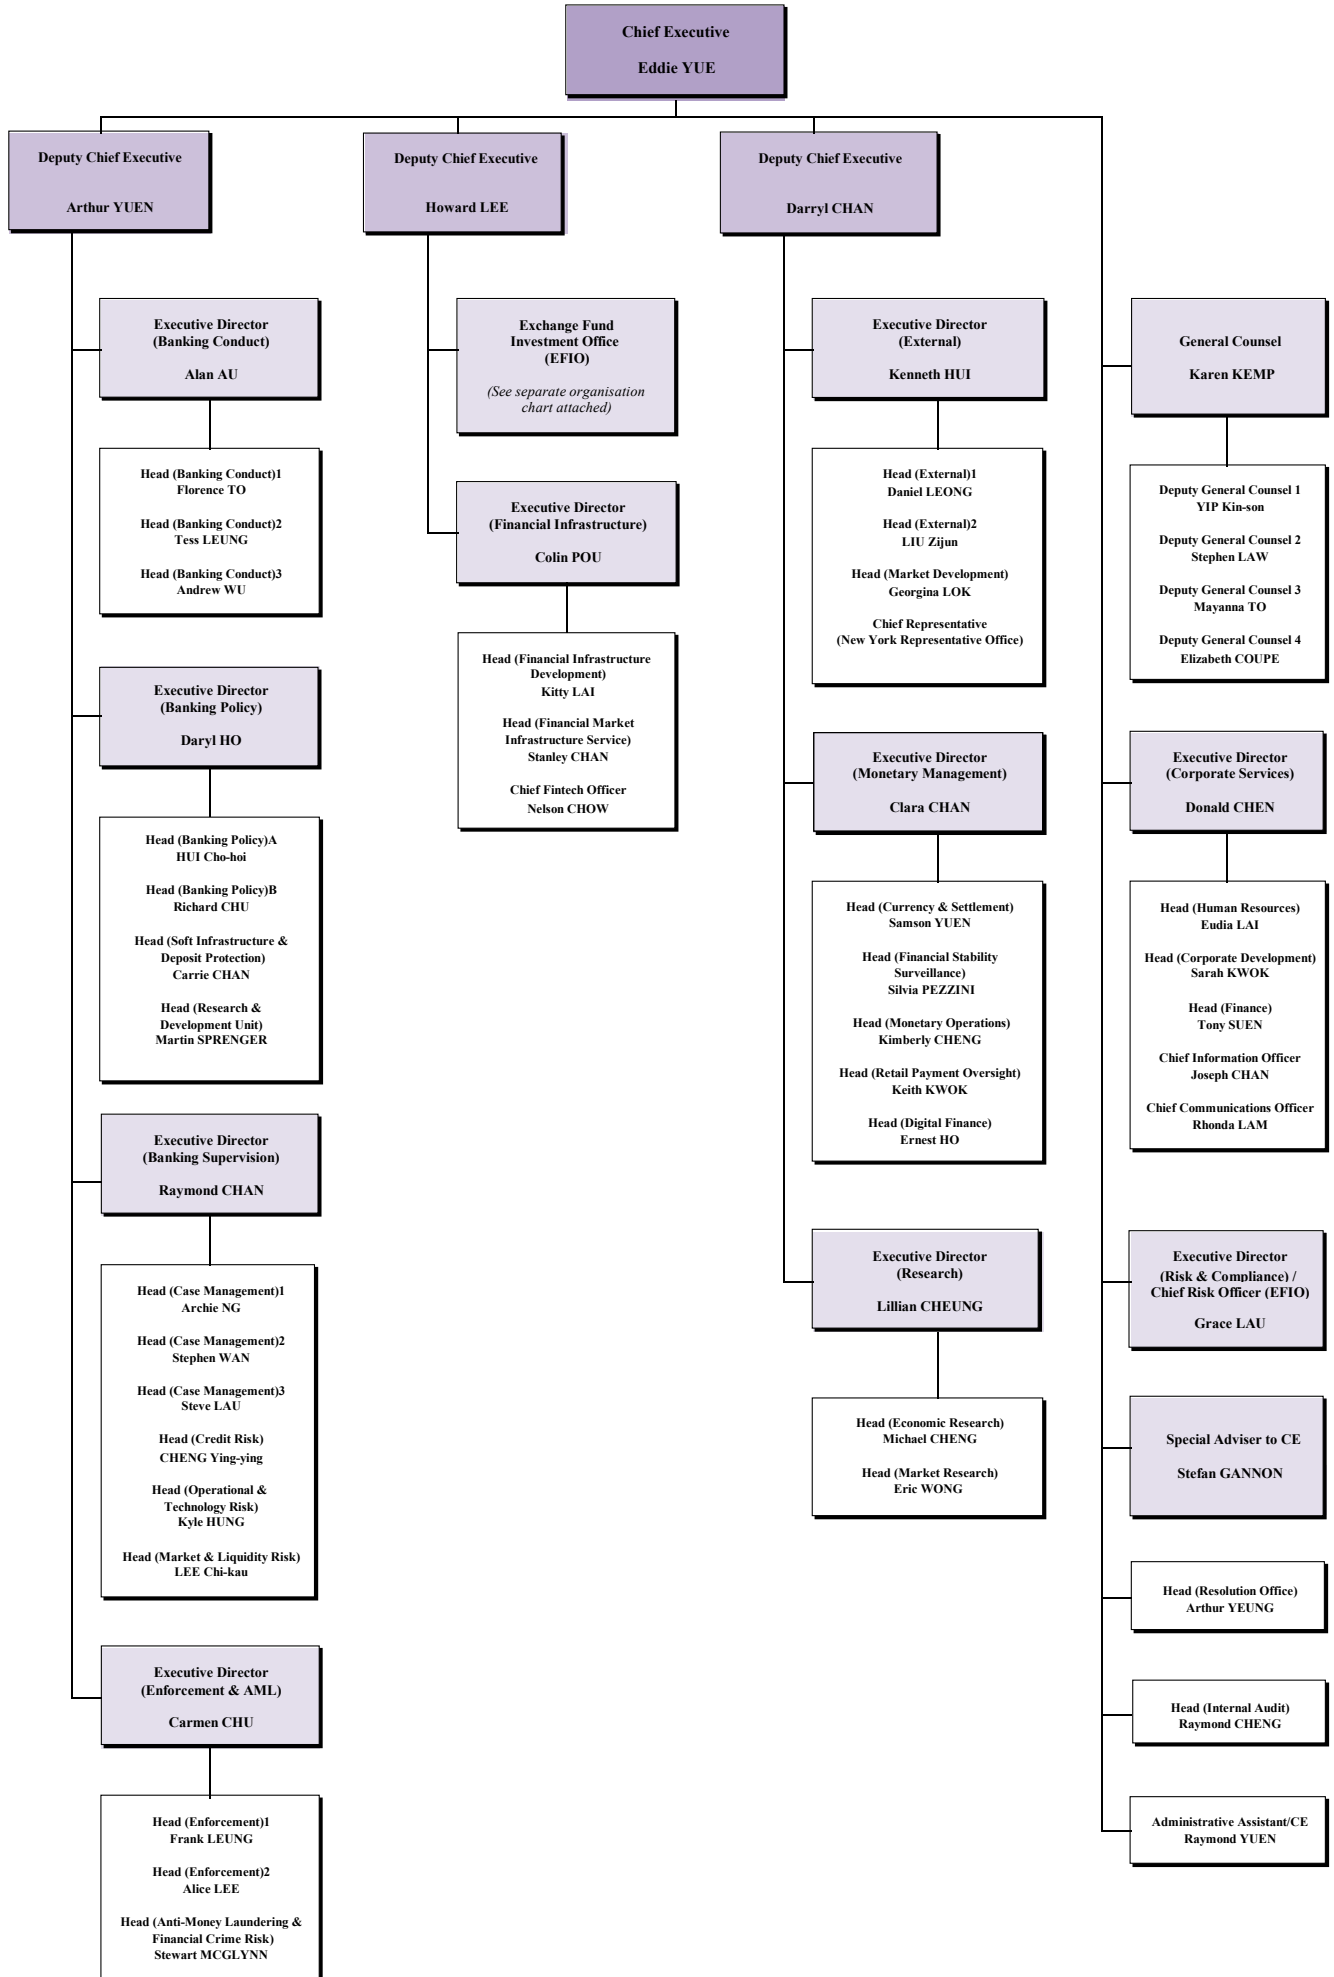 Chief Executive
Eddie YUE
Deputy Chief Executive
Arthur YUEN
Deputy Chief Executive
Howard LEE
Deputy Chief Executive
Darryl CHAN
Executive Director
(Banking Conduct)
Alan AU
Head (Banking Conduct)1
Florence TO
Head (Banking Conduct)2
Tess LEUNG
Head (Banking Conduct)3
Andrew WU
Executive Director
(Banking Policy)
Daryl HO
Head (Banking Policy)A
HUI Cho-hoi
Head (Banking Policy)B
Richard CHU
Head (Soft Infrastructure &
Deposit Protection)
Carrie CHAN
Head (Research &
Development Unit)
Martin SPRENGER
Executive Director
(Banking Supervision)
Raymond CHAN
Head (Case Management)1
Archie NG
Head (Case Management)2
Stephen WAN
Head (Case Management)3
Steve LAU
Head (Credit Risk)
CHENG Ying-ying
Head (Operational &
Technology Risk)
Kyle HUNG
Head (Market & Liquidity Risk)
LEE Chi-kau
Executive Director
(Enforcement & AML)
Carmen CHU
Head (Enforcement)1
Frank LEUNG
Head (Enforcement)2
Alice LEE
Head (Anti-Money Laundering &
Financial Crime Risk)
Stewart MCGLYNN
Exchange Fund
Investment Office
(EFIO)
(See separate organisation
chart attached)
Executive Director
(Financial Infrastructure)
Colin POU
Head (Financial Infrastructure
Development)
Kitty LAI
Head (Financial Market
Infrastructure Service)
Stanley CHAN
Chief Fintech Officer
Nelson CHOW
Executive Director
(External)
Kenneth HUI
Head (External)1
Daniel LEONG
Head (External)2
LIU Zijun
Head (Market Development)
Georgina LOK
Chief Representative
(New York Representative Office)
Executive Director
(Monetary Management)
Clara CHAN
Head (Currency & Settlement)
Samson YUEN
Head (Financial Stability
Surveillance)
Silvia PEZZINI
Head (Monetary Operations)
Kimberly CHENG
Head (Retail Payment Oversight)
Keith KWOK
Head (Digital Finance)
Ernest HO
Executive Director
(Research)
Lillian CHEUNG
Head (Economic Research)
Michael CHENG
Head (Market Research)
Eric WONG
General Counsel
Karen KEMP
Deputy General Counsel 1
YIP Kin-son
Deputy General Counsel 2
Stephen LAW
Deputy General Counsel 3
Mayanna TO
Deputy General Counsel 4
Elizabeth COUPE
Executive Director
(Corporate Services)
Donald CHEN
Head (Human Resources)
Eudia LAI
Head (Corporate Development)
Sarah KWOK
Head (Finance)
Tony SUEN
Chief Information Officer
Joseph CHAN
Chief Communications Officer
Rhonda LAM
Executive Director
(Risk & Compliance) /
Chief Risk Officer (EFIO)
Grace LAU
Special Adviser to CE
Stefan GANNON
Head (Resolution Office)
Arthur YEUNG
Head (Internal Audit)
Raymond CHENG
Administrative Assistant/CE
Raymond YUEN